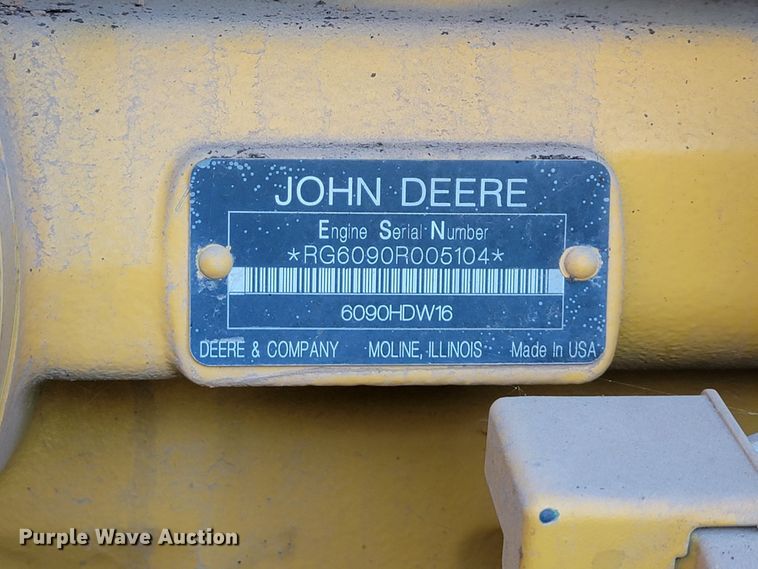 JOHN DEERE
Engine Serial Number
*RG6090R005104*
6090HDW16
DEERE & COMPANY MOLINE, ILLINOIS Made In USA
Purple Wave Auction